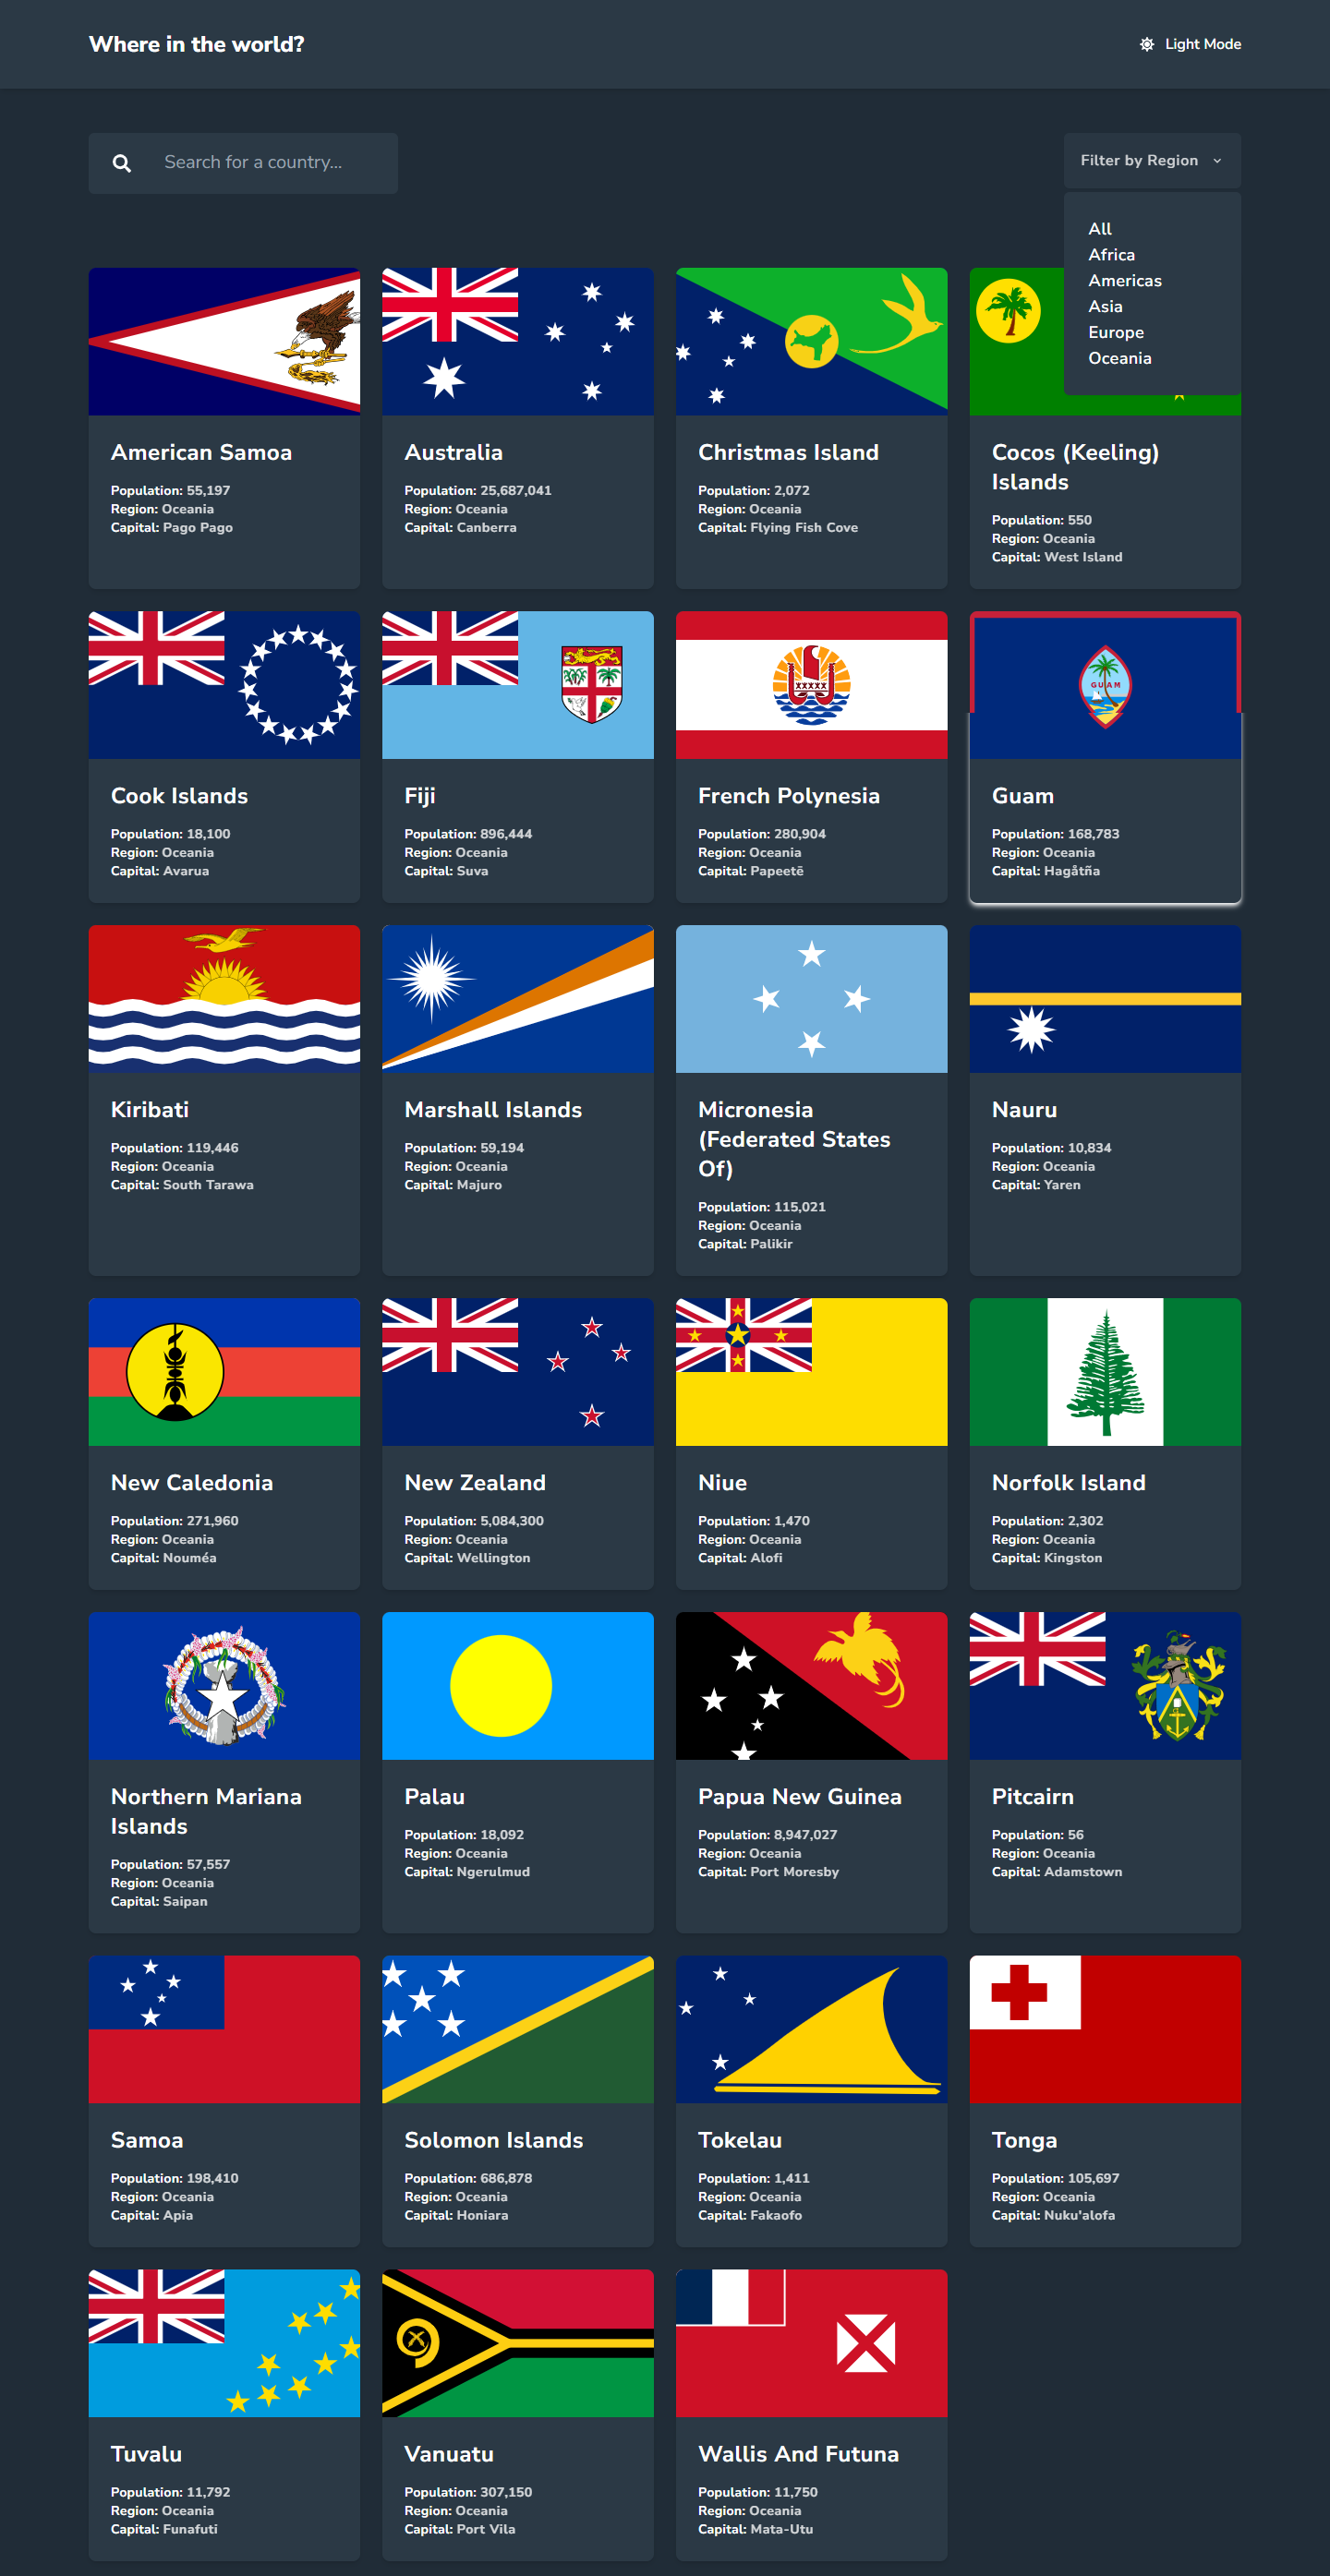 Where in the world?
Light Mode
Search for a country...
Filter by Region
All
Africa
Americas
Asia
Europe
Oceania
American Samoa
Population: 55,197
Region: Oceania
Capital: Pago Pago
Australia
Population: 25,687,041
Region: Oceania
Capital: Canberra
Christmas Island
Population: 2,072
Region: Oceania
Capital: Flying Fish Cove
Cocos (Keeling)
Islands
Population: 550
Region: Oceania
Capital: West Island
Cook Islands
Population: 18,100
Region: Oceania
Capital: Avarua
Fiji
Population: 896,444
Region: Oceania
Capital: Suva
French Polynesia
Population: 280,904
Region: Oceania
Capital: Papeetē
GUAM
Guam
Population: 168,783
Region: Oceania
Capital: Hagåtña
Kiribati
Population: 119,446
Region: Oceania
Capital: South Tarawa
Marshall Islands
Population: 59,194
Region: Oceania
Capital: Majuro
Micronesia
(Federated States
Of)
Population: 115,021
Region: Oceania
Capital: Palikir
Nauru
Population: 10,834
Region: Oceania
Capital: Yaren
New Caledonia
Population: 271,960
Region: Oceania
Capital: Nouméa
New Zealand
Population: 5,084,300
Region: Oceania
Capital: Wellington
Niue
Population: 1,470
Region: Oceania
Capital: Alofi
Norfolk Island
Population: 2,302
Region: Oceania
Capital: Kingston
Northern Mariana
Islands
Population: 57,557
Region: Oceania
Capital: Saipan
Palau
Population: 18,092
Region: Oceania
Capital: Ngerulmud
Papua New Guinea
Population: 8,947,027
Region: Oceania
Capital: Port Moresby
Pitcairn
Population: 56
Region: Oceania
Capital: Adamstown
Samoa
Population: 198,410
Region: Oceania
Capital: Apia
Solomon Islands
Population: 686,878
Region: Oceania
Capital: Honiara
Tokelau
Population: 1,411
Region: Oceania
Capital: Fakaofo
Tonga
Population: 105,697
Region: Oceania
Capital: Nuku'alofa
Tuvalu
Population: 11,792
Region: Oceania
Capital: Funafuti
Vanuatu
Population: 307,150
Region: Oceania
Capital: Port Vila
Wallis And Futuna
Population: 11,750
Region: Oceania
Capital: Mata-Utu